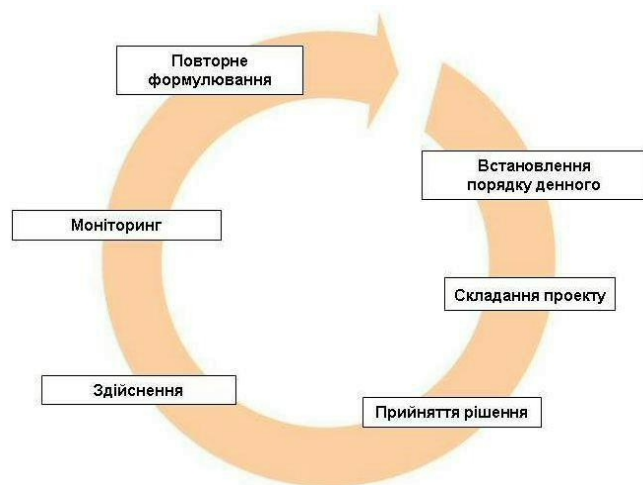 Повторне
формулювання
Встановлення
порядку денного
Моніторинг
Складання проекту
Здійснення
Прийняття рішення